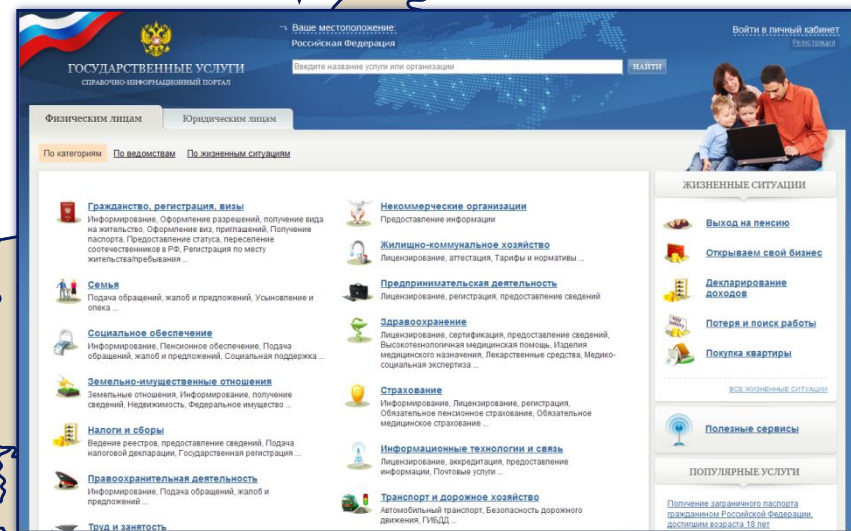 Ваше местоположение:
Российская Федерация
Войти в личный кабинет
Регистрация
ГОСУДАРСТВЕННЫЕ УСЛУГИ
СПРАВОЧНО-ИНФОРМАЦИОННЫЙ ПОРТАЛ
Введите название услуги или организации
НАЙТИ
Физическим лицам
Юридическим лицам
По категориям По ведомствам По жизненным ситуациям
Гражданство, регистрация, визы
Информирование, Оформление разрешений, получение вида
на жительство, Оформление виз, приглашений, Получение
паспорта, Предоставление статуса, переселение
соотечественников в РФ, Регистрация по месту
жительства/пребывания ...
Семья
Подача обращений, жалоб и предложений, Усыновление и
опека ...
Социальное обеспечение
Информирование, Пенсионное обеспечение, Подача
обращений, жалоб и предложений, Социальная поддержка ...
Земельно-имущественные отношения
Земельные отношения, Информирование, получение
сведений, Недвижимость, Федеральное имущество ...
Налоги и сборы
Ведение реестров, предоставление сведений, Подача
налоговой декларации, Государственная регистрация ...
Правоохранительная деятельность
Информирование, Подача обращений, жалоб и
предложений ...
Труд и занятость
Некоммерческие организации
Предоставление информации
Жилищно-коммунальное хозяйство
Лицензирование, аттестация, Тарифы и нормативы ...
Предпринимательская деятельность
Лицензирование, регистрация, предоставление сведений
Здравоохранение
Лицензирование, сертификация, предоставление сведений,
Высокотехнологичная медицинская помощь, Изделия
медицинского назначения, Лекарственные средства, Медико-
социальная экспертиза ...
Страхование
Информирование, Лицензирование, регистрация,
Обязательное пенсионное страхование, Обязательное
медицинское страхование ...
Информационные технологии и связь
Лицензирование, аккредитация, предоставление
информации, Почтовые услуги ...
Транспорт и дорожное хозяйство
Автомобильный транспорт, Безопасность дорожного
движения, ГИБДД ...
ЖИЗНЕННЫЕ СИТУАЦИИ
Выход на пенсию
Открываем свой бизнес
Декларирование
доходов
Потеря и поиск работы
Покупка квартиры
ВСЕ ЖИЗНЕННЫЕ СИТУАЦИИ
Полезные сервисы
ПОПУЛЯРНЫЕ УСЛУГИ
Получение заграничного паспорта
гражданином Российской Федерации,
достигшим возраста 18 лет